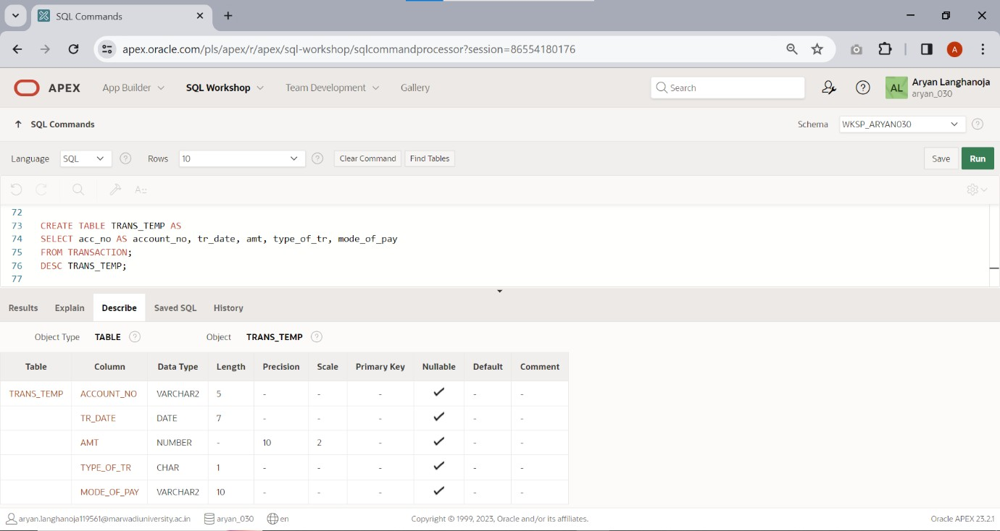 SQL Commands
apex.oracle.com/pls/apex/r/apex/sql-workshop/sqlcommandprocessor?session=86554180176
A
APEX App Builder SQL Workshop Team Development Gallery Search ? AL Aryan Langhanoja
aryan_030
SQL Commands Schema WKSP_ARYAN030 ?
Language SQL ? Rows 10 ? Clear Command Find Tables Save Run
A
72
73 CREATE TABLE TRANS_TEMP AS
74 SELECT acc_no AS account_no, tr_date, amt, type_of_tr, mode_of_pay
75 FROM TRANSACTION;
76 DESC TRANS_TEMP;
77
Results Explain Describe Saved SQL History
Object Type TABLE ? Object TRANS_TEMP ?
Table Column Data Type Length Precision Scale Primary Key Nullable Default Comment
TRANS_TEMP ACCOUNT_NO VARCHAR2 5 - - - - -
TR_DATE DATE 7 - - - - -
AMT NUMBER - 10 2 - - -
TYPE_OF_TR CHAR 1 - - - - -
MODE_OF_PAY VARCHAR2 10 - - - - -
aryan.langhanoja119561@marwadiuniversity.ac.in aryan_030 en Copyright © 1999, 2023, Oracle and/or its affiliates. Oracle APEX 23.2.1